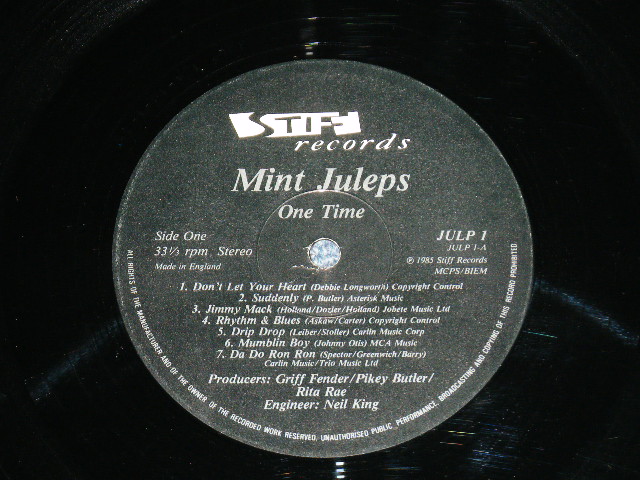 STIFF
records
Mint Juleps
One Time
Side One
33⅓ rpm Stereo
Made in England
JULP 1
JULP 1-A
℗ 1985 Stiff Records
MCPS/BIEM
1. Don't Let Your Heart (Debbie Longworth) Copyright Control
2. Suddenly (P. Butler) Asterisk Music
3. Jimmy Mack (Holland/Dozier/Holland) Jobete Music Ltd
4. Rhythm & Blues (Askaw/Carter) Copyright Control
5. Drip Drop (Leiber/Stoller) Carlin Music Corp
6. Mumblin Boy (Johnny Otis) MCA Music
7. Da Do Ron Ron (Spector/Greenwich/Barry)
Carlin Music/Trio Music Ltd
Producers: Griff Fender/Pikey Butler/
Rita Rae
Engineer: Neil King
ALL RIGHTS OF THE MANUFACTURER AND OF THE OWNER OF THE RECORDED WORK RESERVED. UNAUTHORISED PUBLIC PERFORMANCE, BROADCASTING AND COPYING OF THIS RECORD PROHIBITED